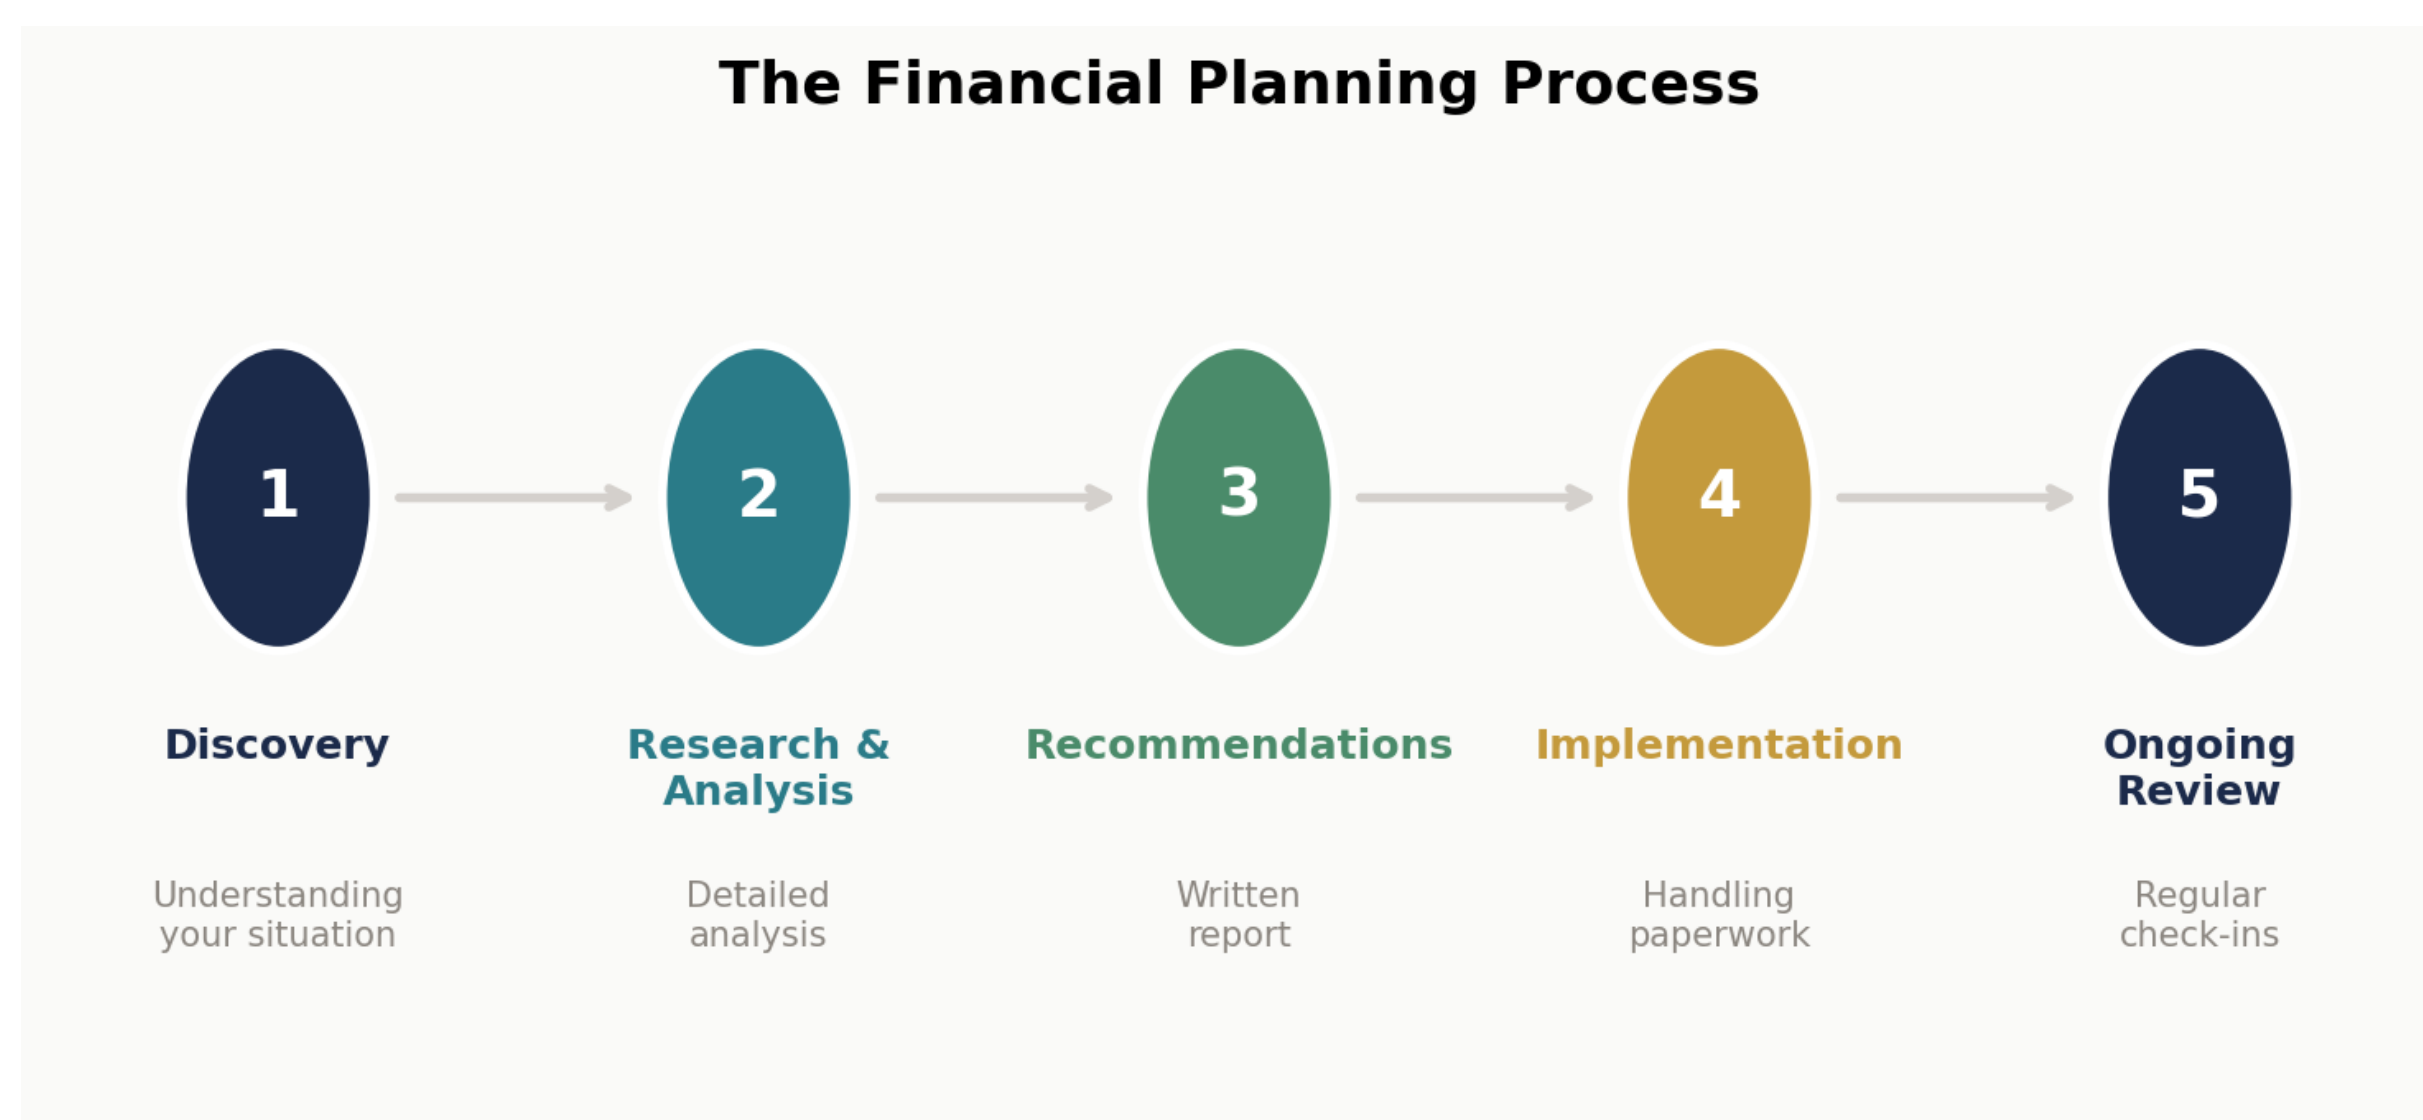 The Financial Planning Process
1
2
3
4
5
Discovery
Research &
Analysis
Recommendations
Implementation
Ongoing
Review
Understanding
your situation
Detailed
analysis
Written
report
Handling
paperwork
Regular
check-ins